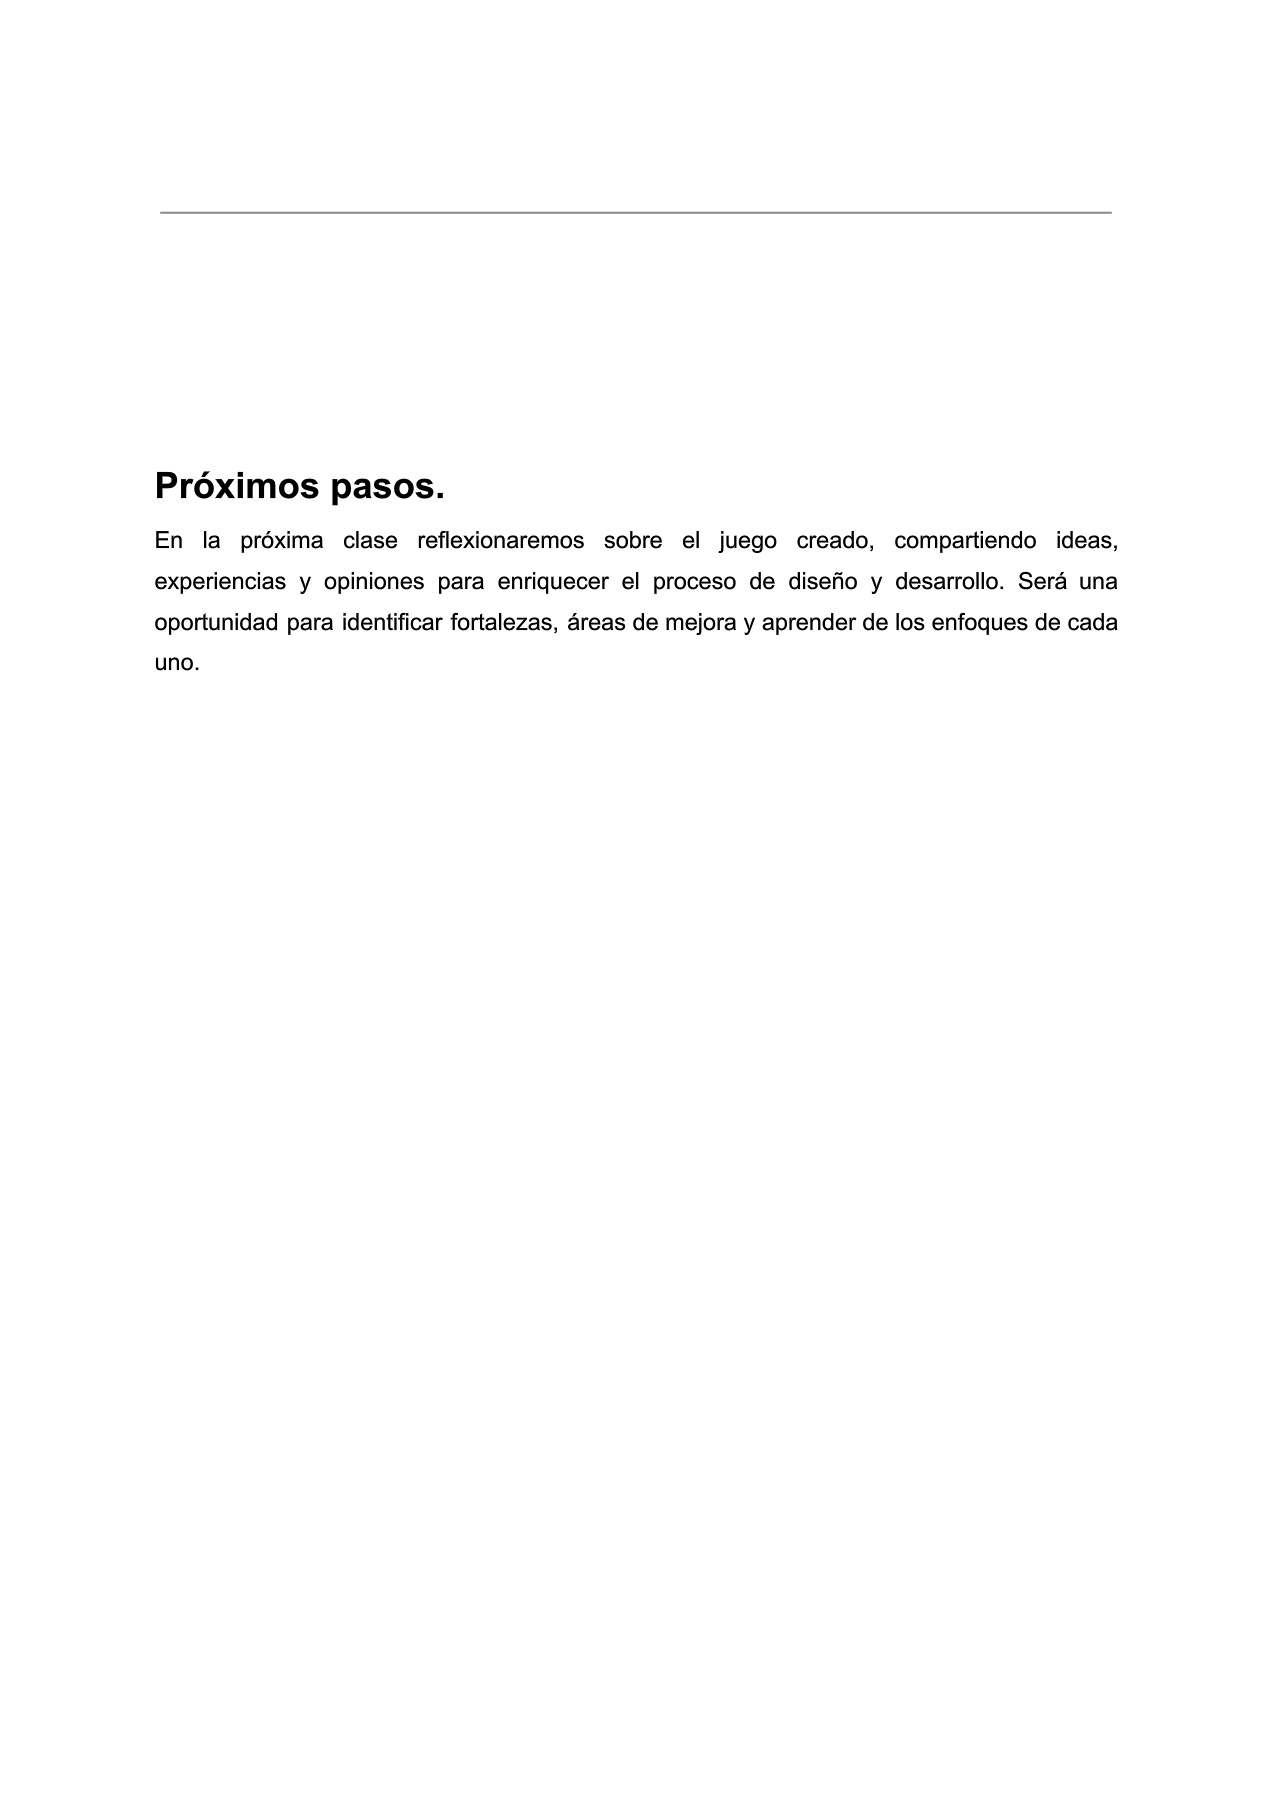 Próximos pasos.
En la próxima clase reflexionaremos sobre el juego creado, compartiendo ideas,
experiencias y opiniones para enriquecer el proceso de diseño y desarrollo. Será una
oportunidad para identificar fortalezas, áreas de mejora y aprender de los enfoques de cada
uno.